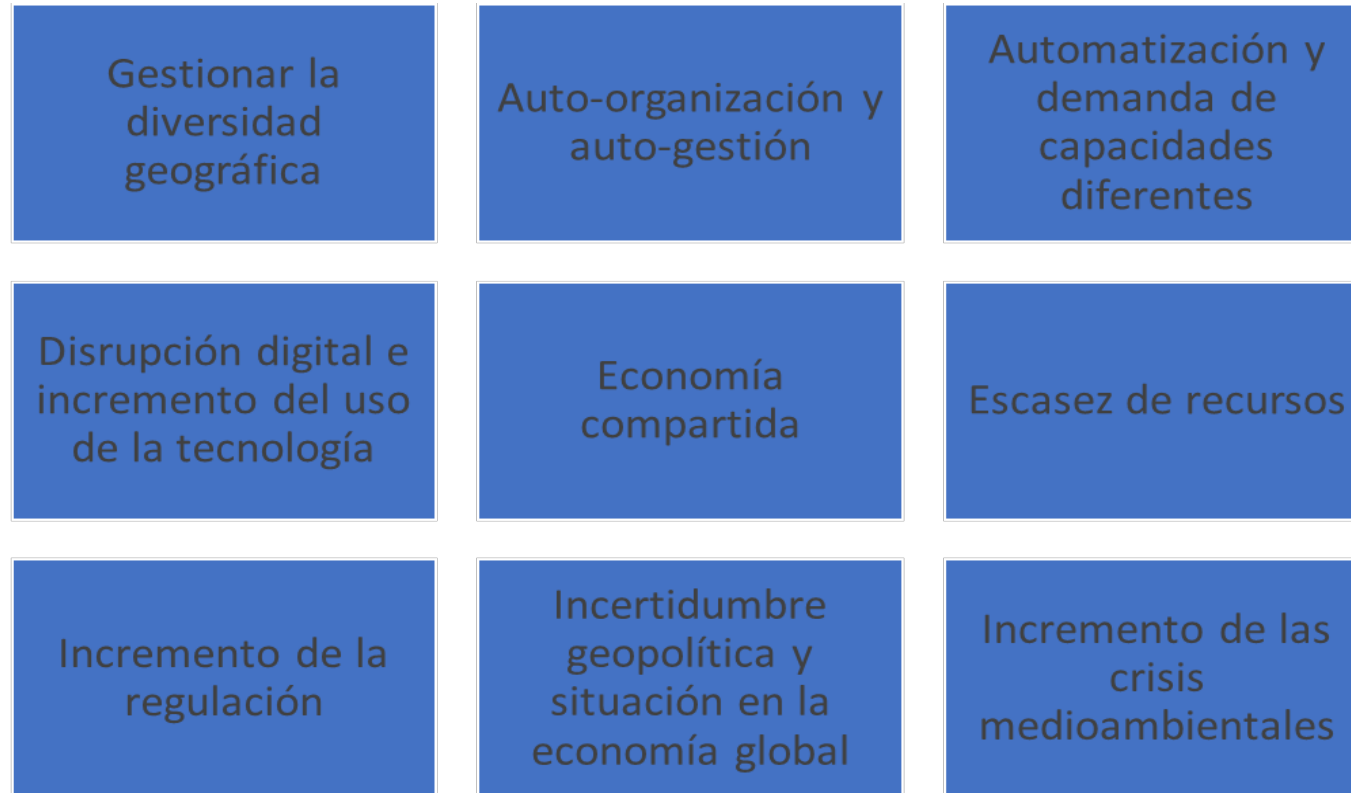 Gestionar la
diversidad
geográfica
Auto-organización y
auto-gestión
Automatización y
demanda de
capacidades
diferentes
Disrupción digital e
incremento del uso
de la tecnología
Economía
compartida
Escasez de recursos
Incremento de la
regulación
Incertidumbre
geopolítica y
situación en la
economía global
Incremento de las
crisis
medioambientales